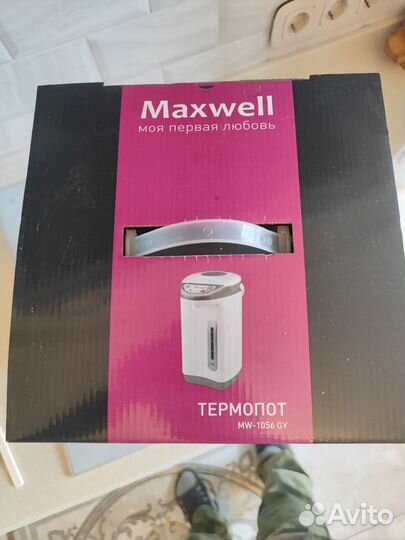 Maxwell
моя первая любовь
ТЕРМОПОТ
MW-1056 GY
Avito